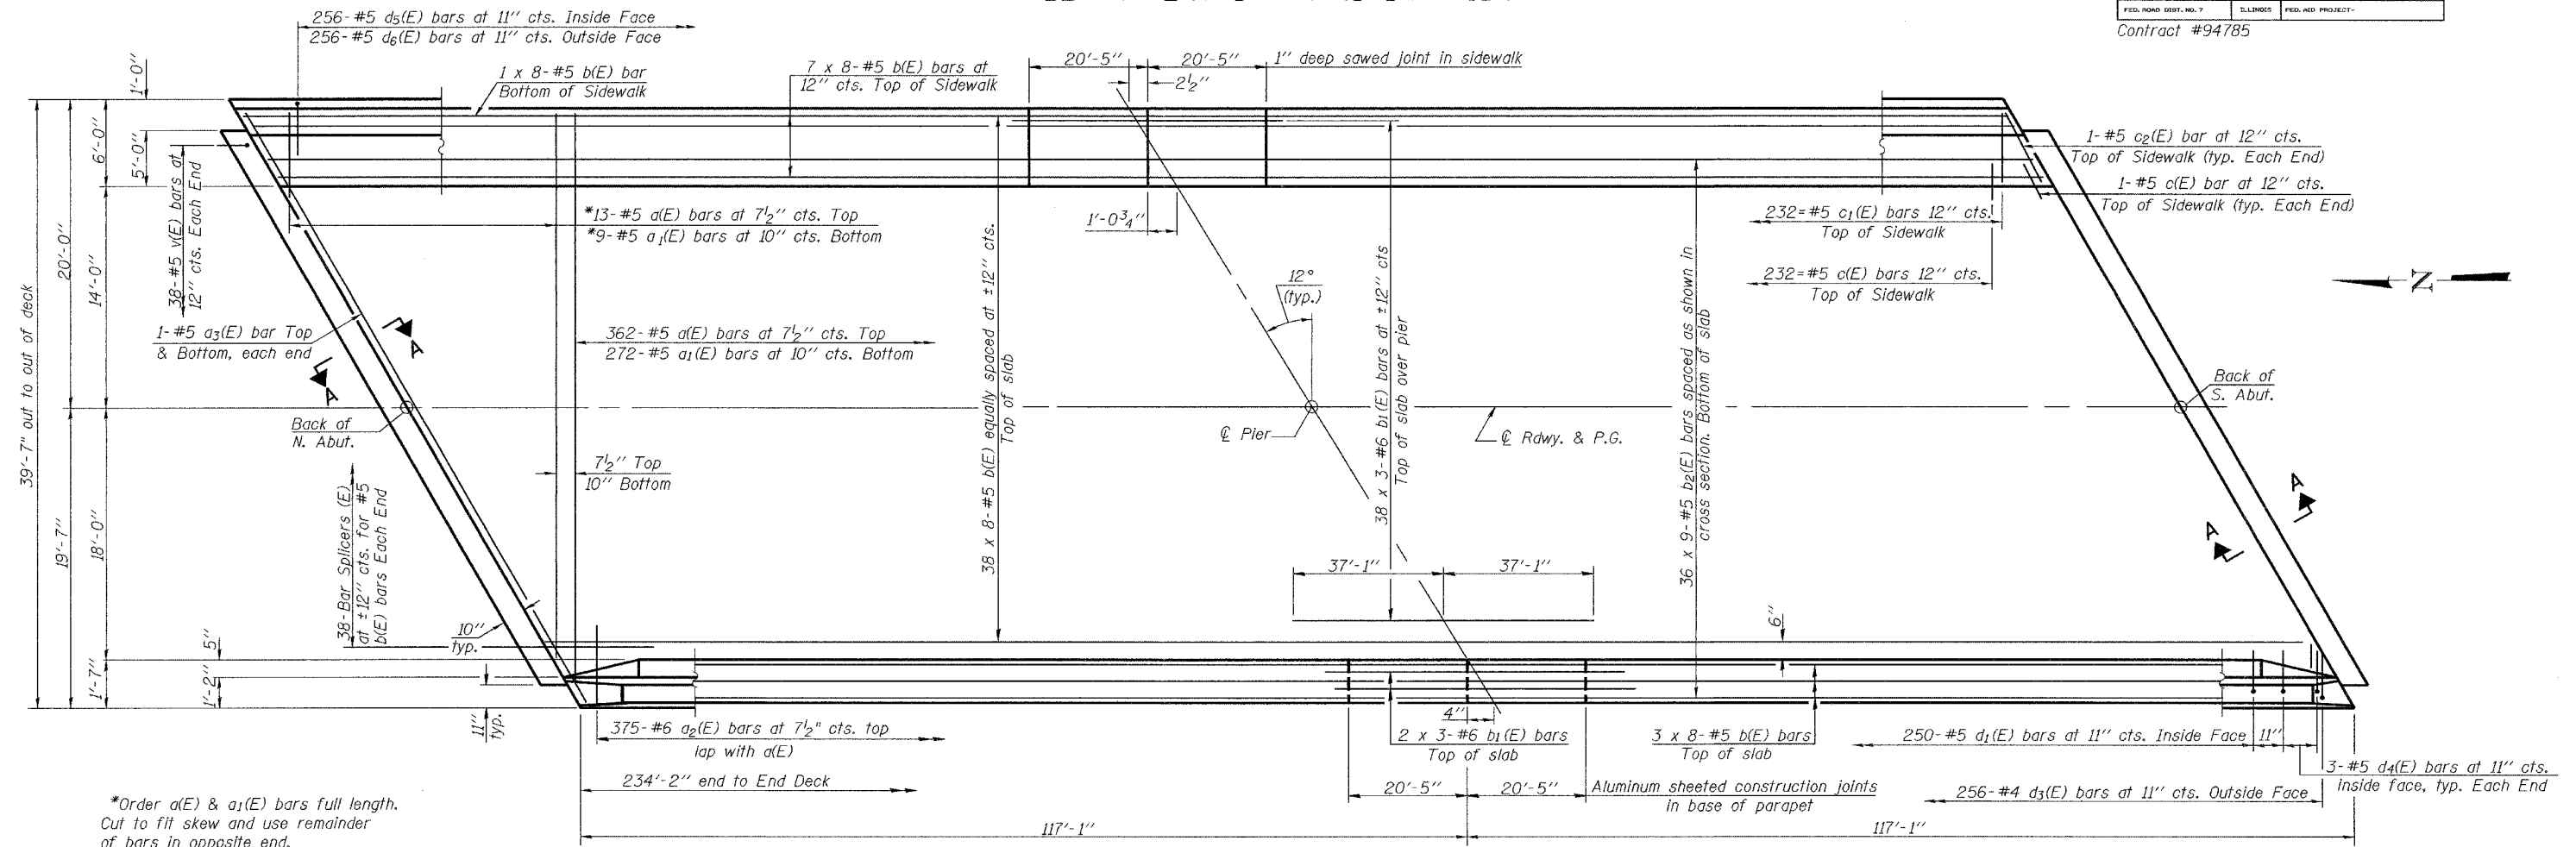 FED. ROAD DIST. NO. 7 ILLINOIS FED. AID PROJECT-
Contract #94785
256-#5 d5(E) bars at 11" cts. Inside Face
256-#5 d6(E) bars at 11" cts. Outside Face
1 x 8-#5 b(E) bar
Bottom of Sidewalk
7 x 8-#5 b(E) bars at
12" cts. Top of Sidewalk
20'-5"
20'-5"
1" deep sawed joint in sidewalk
2½"
1'-0"
6'-0"
5'-0"
38-#5 v(E) bars at
12" cts. Each End
1-#5 c2(E) bar at 12" cts.
Top of Sidewalk (typ. Each End)
1-#5 c(E) bar at 12" cts.
Top of Sidewalk (typ. Each End)
*13-#5 a(E) bars at 7½" cts. Top
*9-#5 a1(E) bars at 10" cts. Bottom
1'-0¾"
232=#5 c1(E) bars 12" cts.
Top of Sidewalk
232=#5 c(E) bars 12" cts.
Top of Sidewalk
12°
(typ.)
N
39'-7" out to out of deck
20'-0"
14'-0"
1-#5 a3(E) bar Top
& Bottom, each end
A
A
362-#5 a(E) bars at 7½" cts. Top
272-#5 a1(E) bars at 10" cts. Bottom
38 x 8-#5 b(E) equally spaced at ±12" cts.
Top of slab
38 x 3-#6 b1(E) bars at ±12" cts
Top of slab over pier
36 x 9-#5 b2(E) bars spaced as shown in
cross section. Bottom of slab
Back of
N. Abut.
℄ Pier
℄ Rdwy. & P.G.
Back of
S. Abut.
7½" Top
10" Bottom
38-Bar Splicers (E)
at ±12" cts. for #5
b(E) bars Each End
19'-7"
18'-0"
37'-1"
37'-1"
A
A
6"
10"
typ.
5"
1'-7"
1'-2"
11"
typ.
375-#6 a2(E) bars at 7½" cts. top
lap with a(E)
4"
2 x 3-#6 b1(E) bars
Top of slab
3 x 8-#5 b(E) bars
Top of slab
250-#5 d1(E) bars at 11" cts. Inside Face
11"
3-#5 d4(E) bars at 11" cts.
inside face, typ. Each End
234'-2" end to End Deck
20'-5"
20'-5"
Aluminum sheeted construction joints
in base of parapet
256-#4 d3(E) bars at 11" cts. Outside Face
*Order a(E) & a1(E) bars full length.
Cut to fit skew and use remainder
of bars in opposite end.
117'-1"
117'-1"